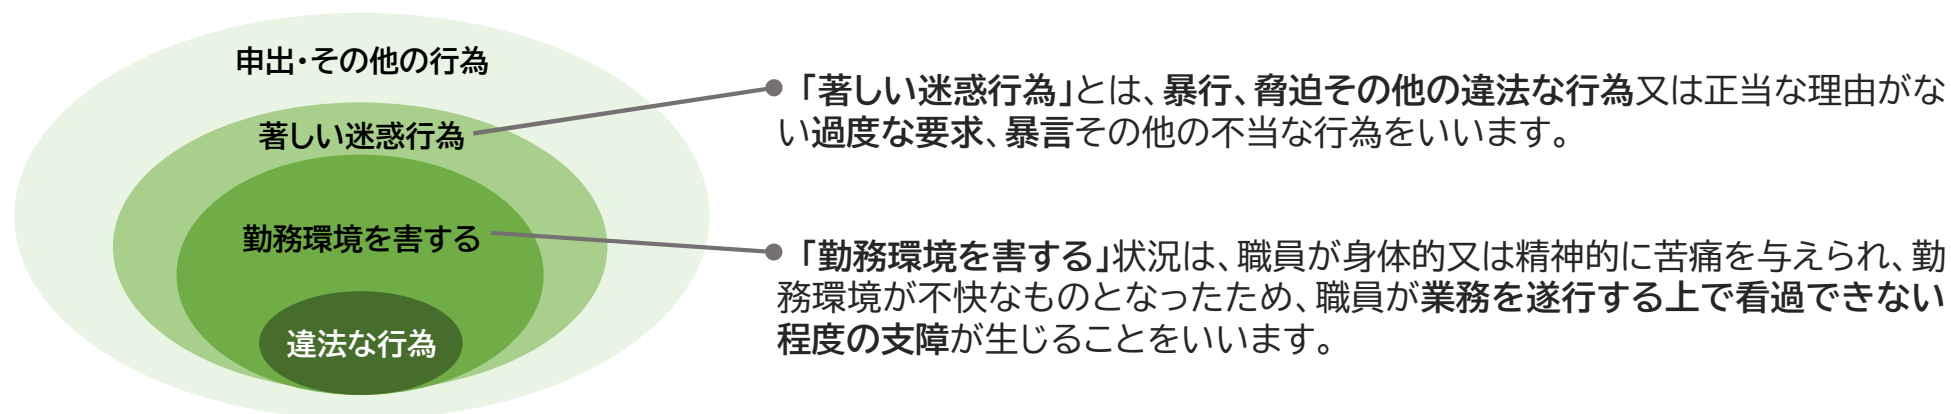 申出・その他の行為
著しい迷惑行為
勤務環境を害する
違法な行為
「著しい迷惑行為」とは、暴行、脅迫その他の違法な行為又は正当な理由がな
い過度な要求、暴言その他の不当な行為をいいます。
「勤務環境を害する」状況は、職員が身体的又は精神的に苦痛を与えられ、勤
務環境が不快なものとなったため、職員が業務を遂行する上で看過できない
程度の支障が生じることをいいます。